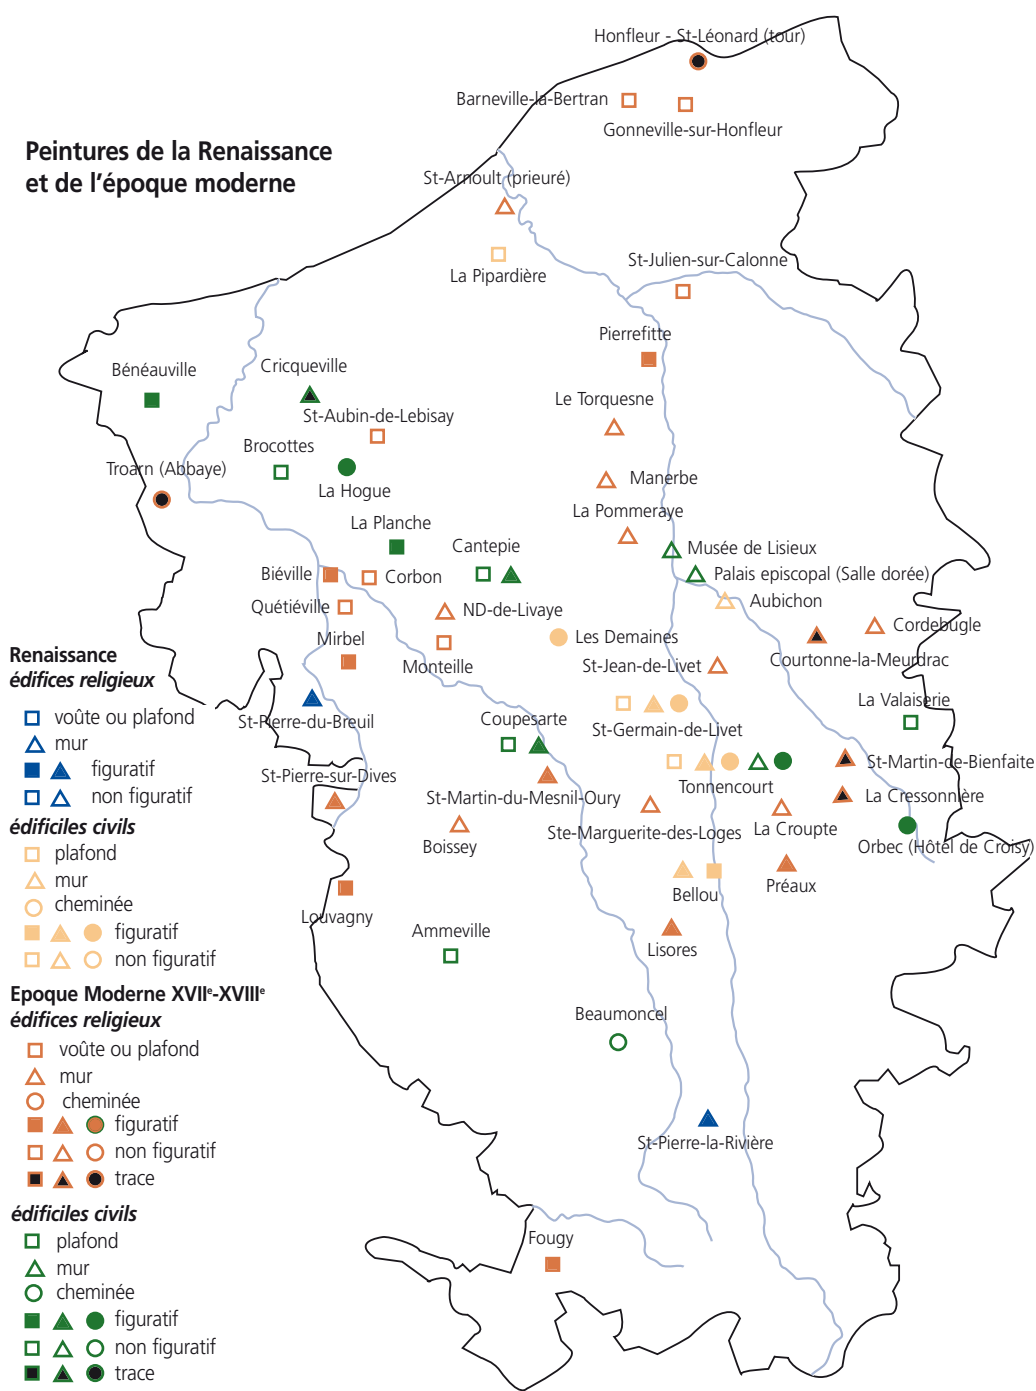 Honfleur - St-Léonard (tour)
Barneville-la-Bertran
Gonneville-sur-Honfleur
Peintures de la Renaissance
et de l'époque moderne
St-Arnoult (prieuré)
La Pipardière
St-Julien-sur-Calonne
Pierrefitte
Bénéauville
Cricqueville
Le Torquesne
St-Aubin-de-Lebisay
Brocottes
Troarn (Abbaye)
La Hogue
Manerbe
La Pommeraye
La Planche
Cantepie
Musée de Lisieux
Biéville
Corbon
Palais episcopal (Salle dorée)
Aubichon
Quétiéville
ND-de-Livaye
Cordebugle
Mirbel
Les Demaines
Monteille
St-Jean-de-Livet
Courtonne-la-Meurdrac
La Valaiserie
St-Pierre-du-Breuil
Coupesarte
St-Germain-de-Livet
St-Martin-de-Bienfaite
St-Pierre-sur-Dives
Tonnencourt
St-Martin-du-Mesnil-Oury
La Cressonnière
Ste-Marguerite-des-Loges
La Croupte
Boissey
Orbec (Hôtel de Croisy)
Bellou
Préaux
Louvagny
Ammeville
Lisores
Beaumoncel
St-Pierre-la-Rivière
Fougy
Renaissance
édifices religieux
voûte ou plafond
mur
figuratif
non figuratif
édificiles civils
plafond
mur
cheminée
figuratif
non figuratif
Epoque Moderne XVIIe-XVIIIe
édifices religieux
voûte ou plafond
mur
cheminée
figuratif
non figuratif
trace
édificiles civils
plafond
mur
cheminée
figuratif
non figuratif
trace